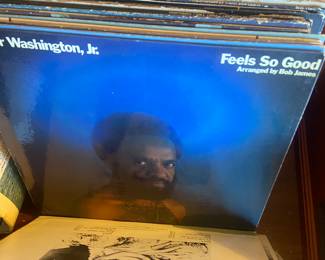 r Washington, Jr.
Feels So Good
Arranged by Bob James